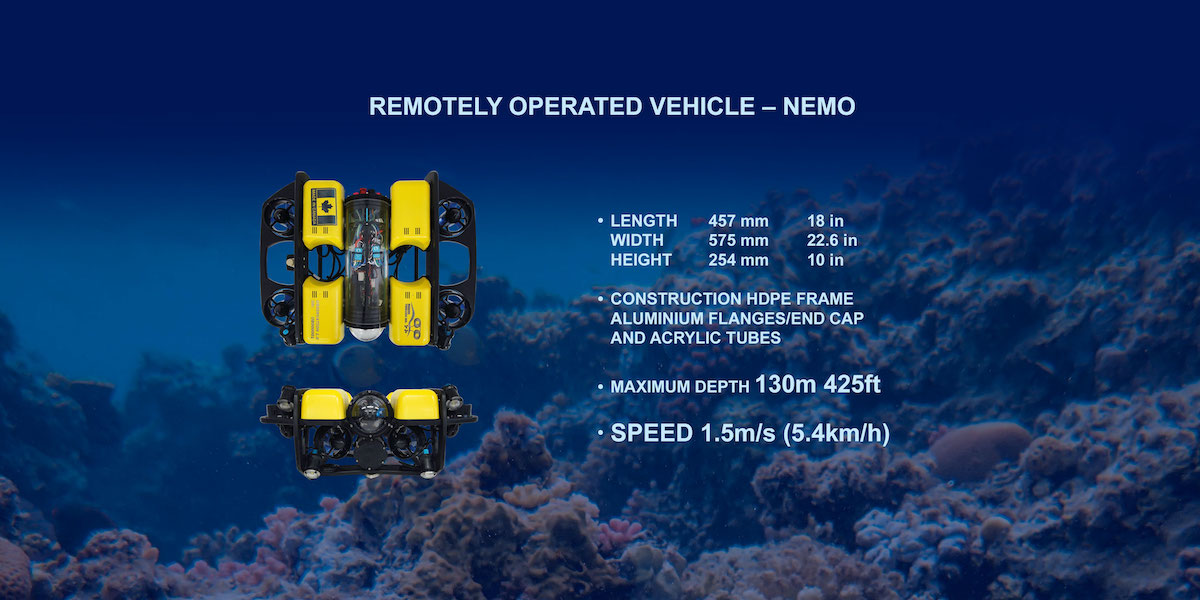 REMOTELY OPERATED VEHICLE – NEMO
• LENGTH 457 mm 18 in
WIDTH 575 mm 22.6 in
HEIGHT 254 mm 10 in
• CONSTRUCTION HDPE FRAME
ALUMINIUM FLANGES/END CAP
AND ACRYLIC TUBES
• MAXIMUM DEPTH 130m 425ft
• SPEED 1.5m/s (5.4km/h)